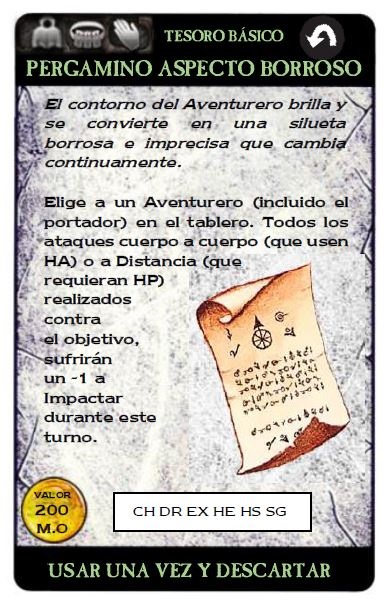 TESORO BÁSICO
PERGAMINO ASPECTO BORROSO
El contorno del Aventurero brilla y
se convierte en una silueta
borrosa e imprecisa que cambia
continuamente.
Elige a un Aventurero (incluido el
portador) en el tablero. Todos los
ataques cuerpo a cuerpo (que usen
HA) o a Distancia (que
requieran HP)
realizados
contra
el objetivo,
sufrirán
un -1 a
Impactar
durante este
turno.
VALOR
200
M.O
CH DR EX HE HS SG
USAR UNA VEZ Y DESCARTAR